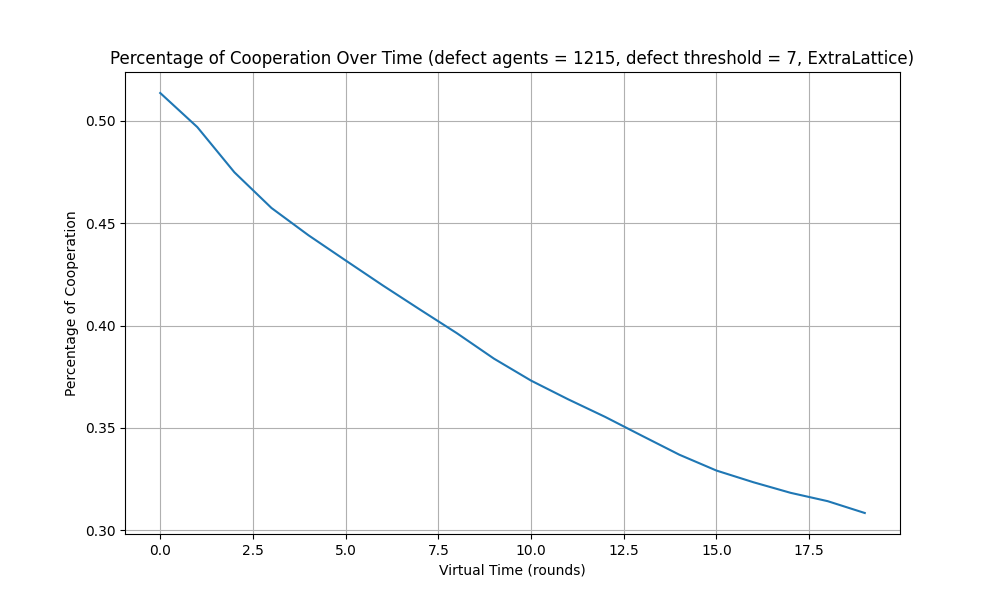 Percentage of Cooperation Over Time (defect agents = 1215, defect threshold = 7, ExtraLattice)
Percentage of Cooperation
0.50
0.45
0.40
0.35
0.30
0.0 2.5 5.0 7.5 10.0 12.5 15.0 17.5
Virtual Time (rounds)